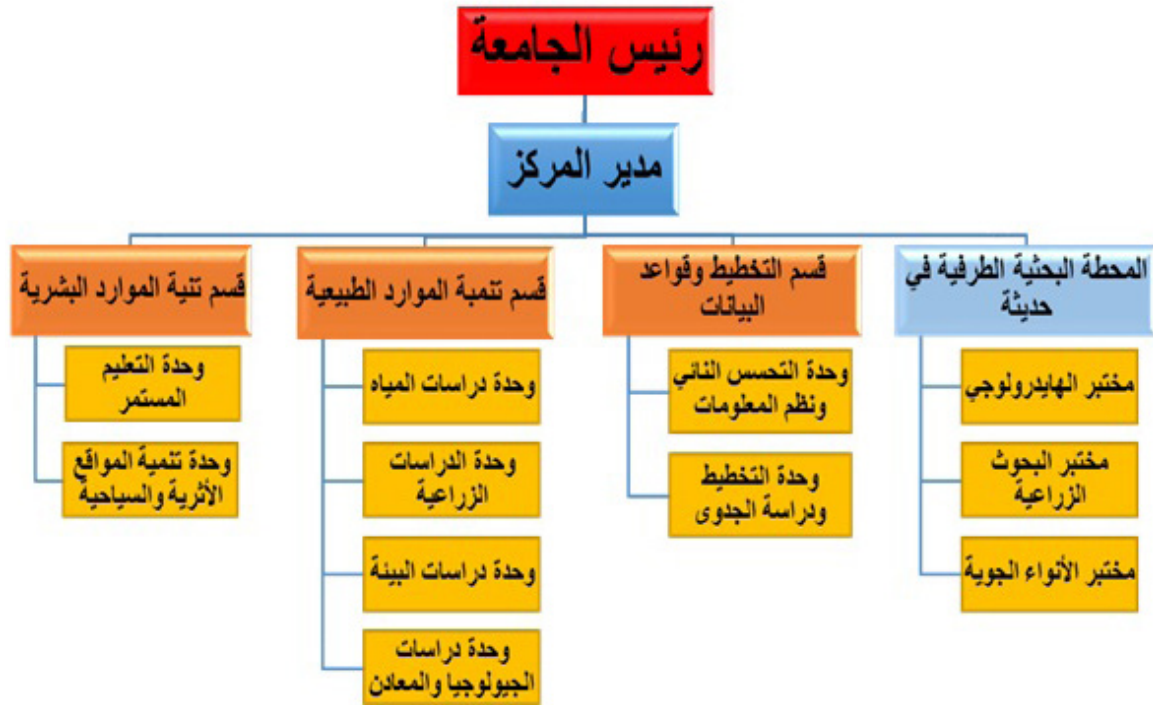 رئيس الجامعة
مدير المركز
المحطة البحثية الطرفية في
حديثة
قسم التخطيط وقواعد
البيانات
قسم تنمبة الموارد الطبيعية
قسم تنية الموارد البشرية
مختبر الهايدرولوجي
مختبر البحوث
الزراعية
مختبر الأنواء الجوية
وحدة التحسس النائي
ونظم المعلومات
وحدة التخطيط
ودراسة الجدوى
وحدة دراسات المياه
وحدة الدراسات
الزراعية
وحدة دراسات البيئة
وحدة دراسات
الجيولوجيا والمعادن
وحدة التعليم
المستمر
وحدة تنمية المواقع
الأثرية والسياحية